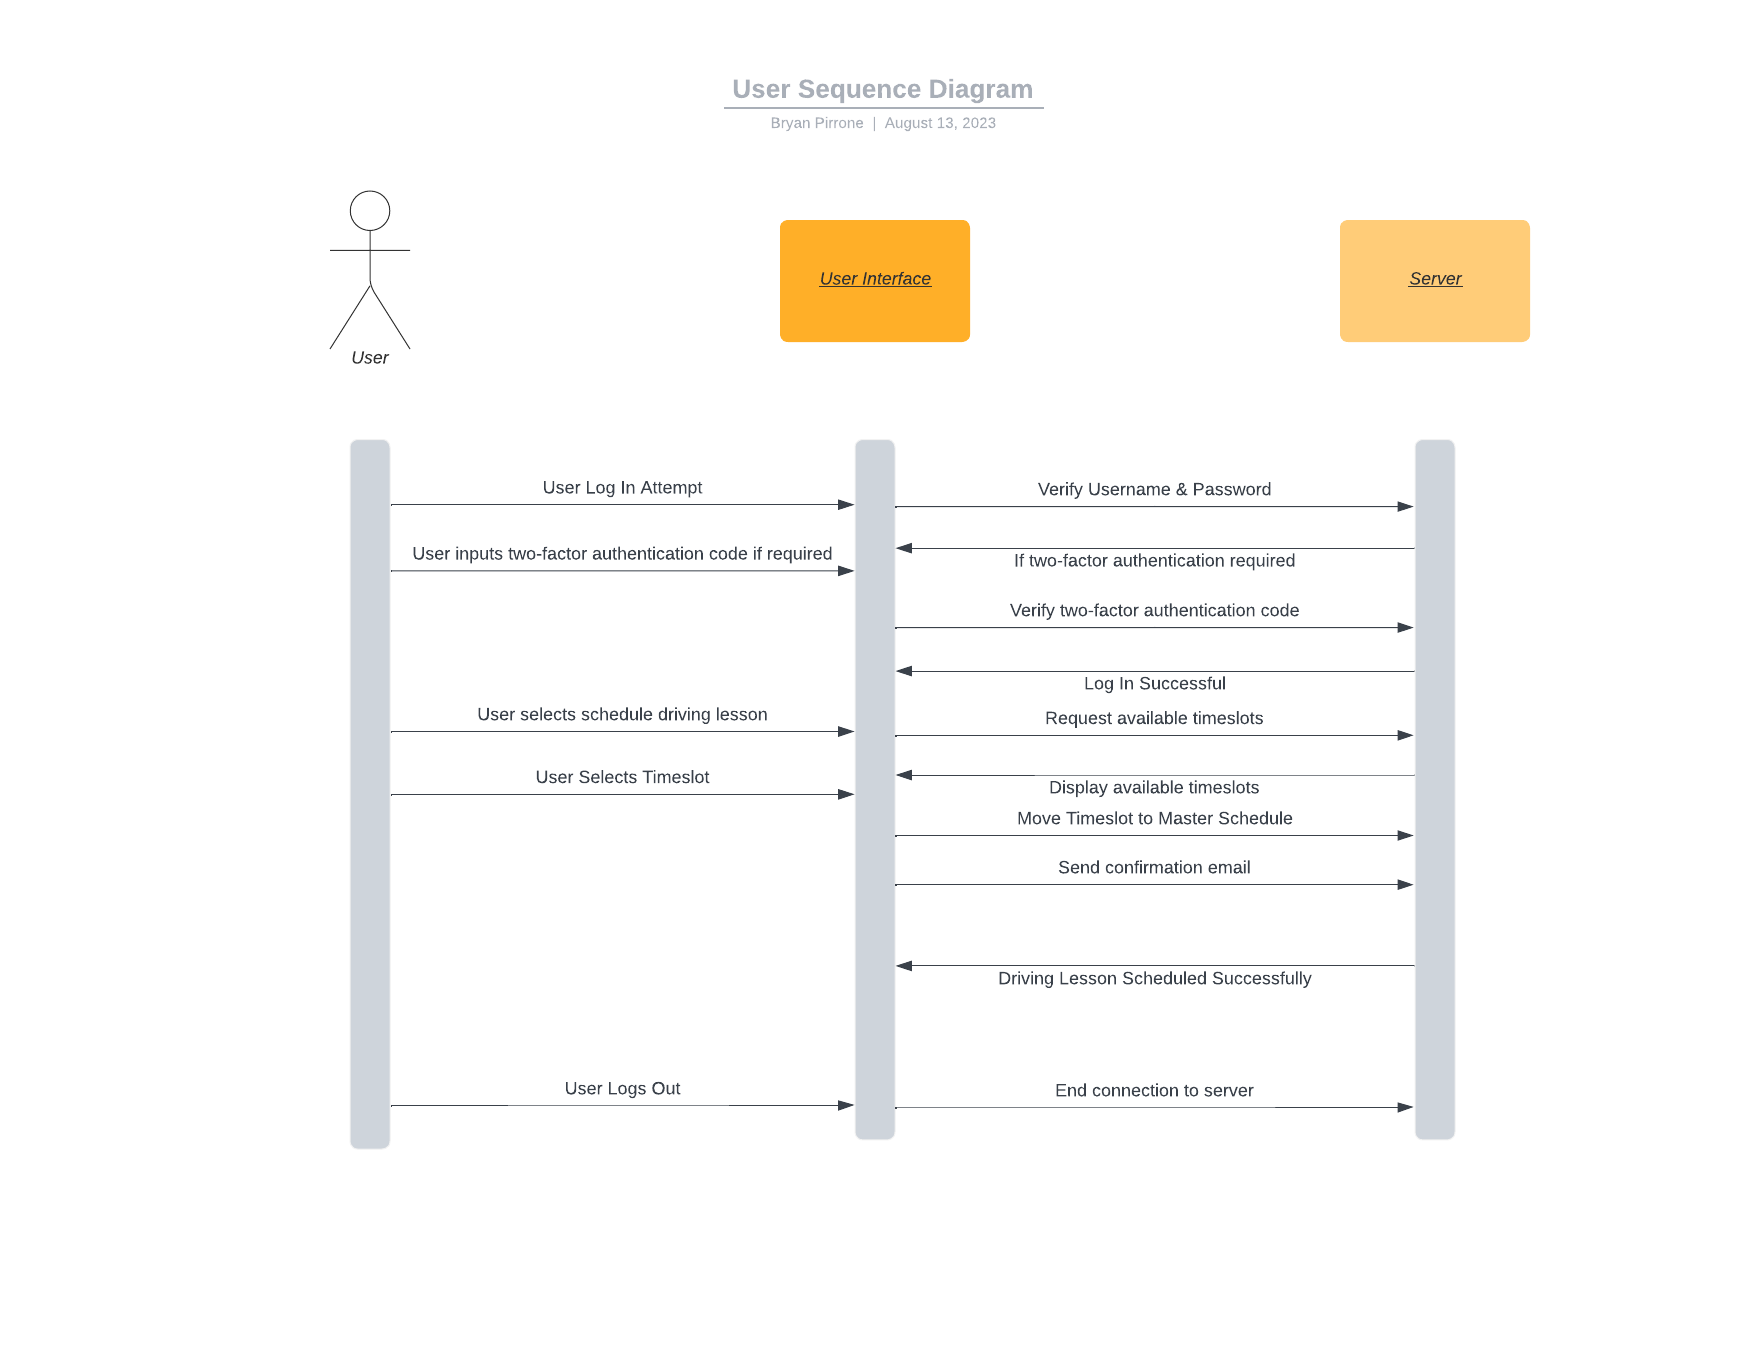 User Sequence Diagram
Bryan Pirrone | August 13, 2023
User Interface
Server
User
User Log In Attempt
Verify Username & Password
User inputs two-factor authentication code if required
If two-factor authentication required
Verify two-factor authentication code
Log In Successful
User selects schedule driving lesson
Request available timeslots
User Selects Timeslot
Display available timeslots
Move Timeslot to Master Schedule
Send confirmation email
Driving Lesson Scheduled Successfully
User Logs Out
End connection to server